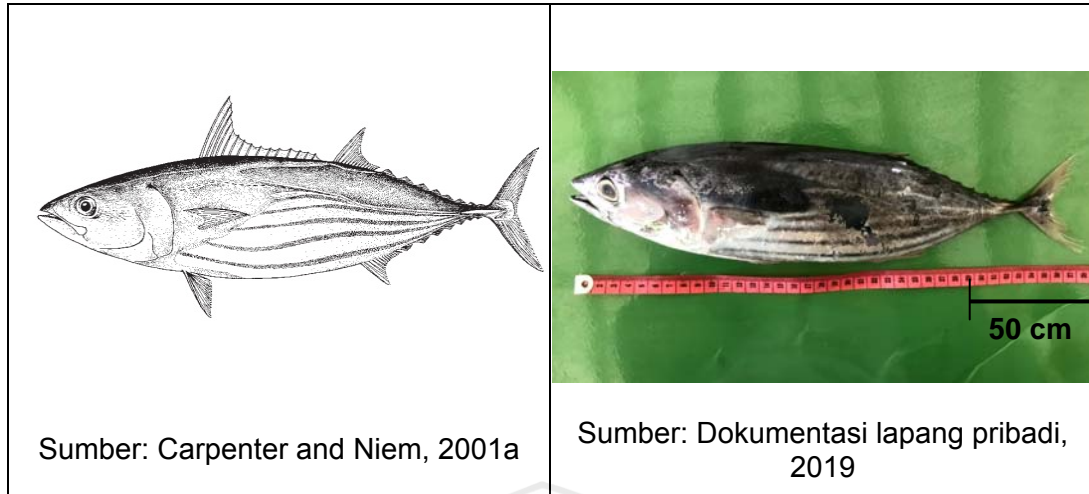 50 cm
Sumber: Carpenter and Niem, 2001a
Sumber: Dokumentasi lapang pribadi,
2019